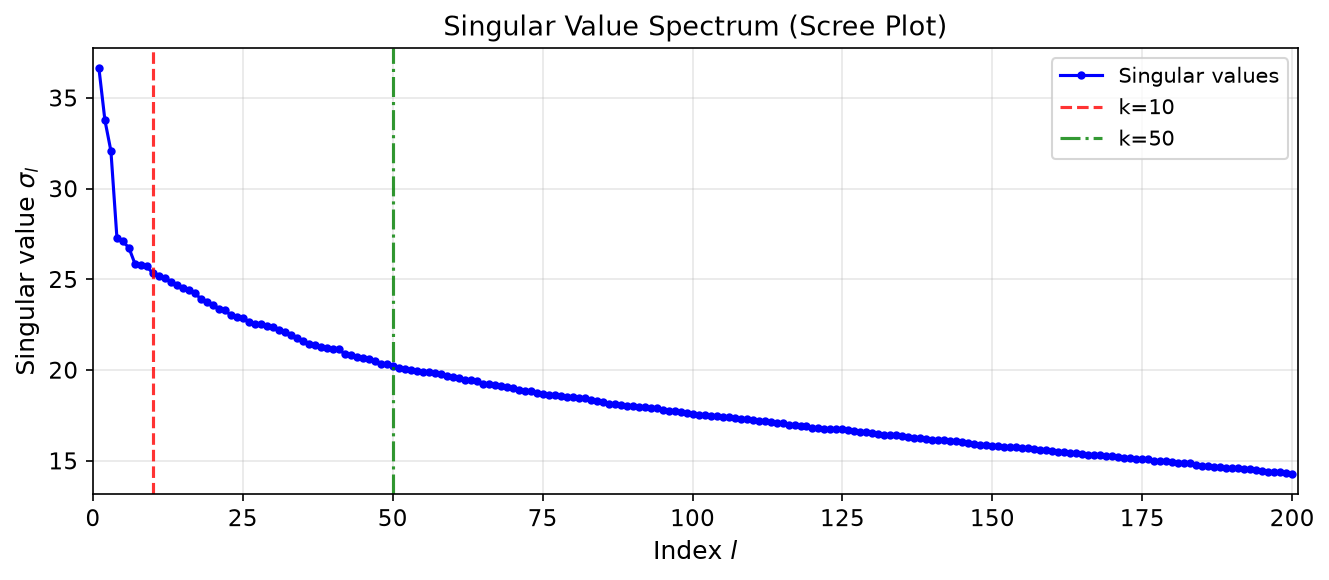 Singular Value Spectrum (Scree Plot)
Singular values
k=10
k=50
Singular value σ_l
35
30
25
20
15
0 25 50 75 100 125 150 175 200
Index l